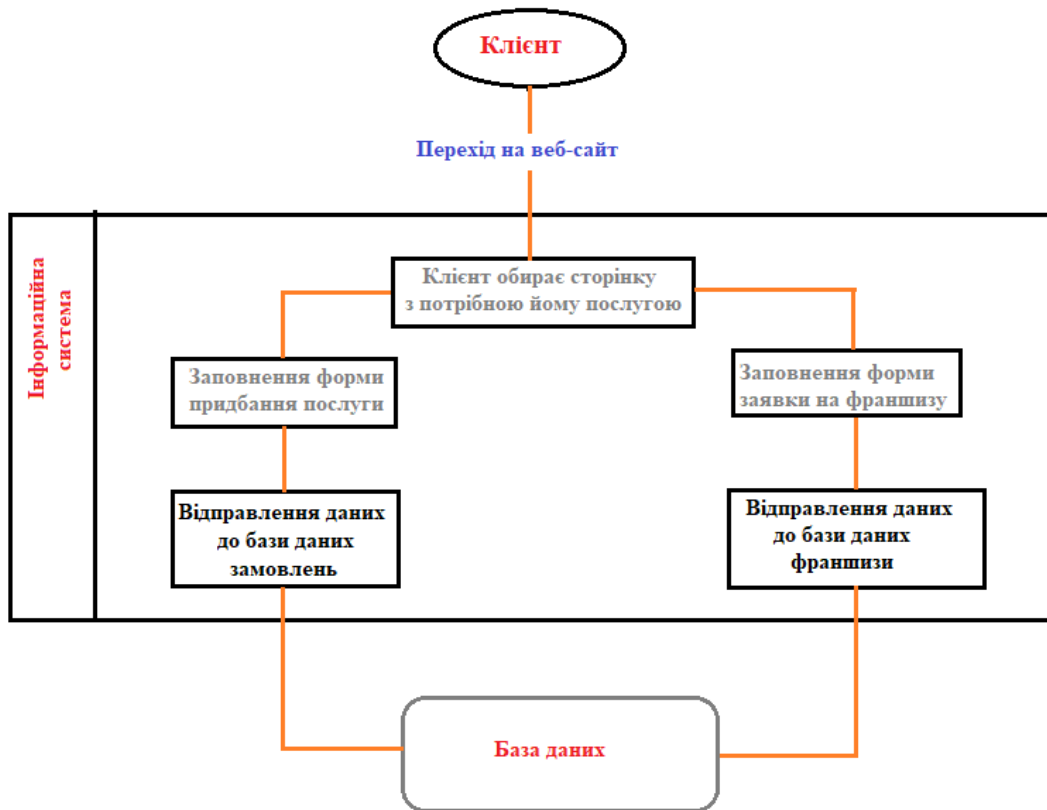 Клієнт
Перехід на веб-сайт
Інформаційна
система
Клієнт обирає сторінку
з потрібною йому послугою
Заповнення форми
придбання послуги
Заповнення форми
заявки на франшизу
Відправлення даних
до бази даних
замовлень
Відправлення даних
до бази даних
франшизи
База даних